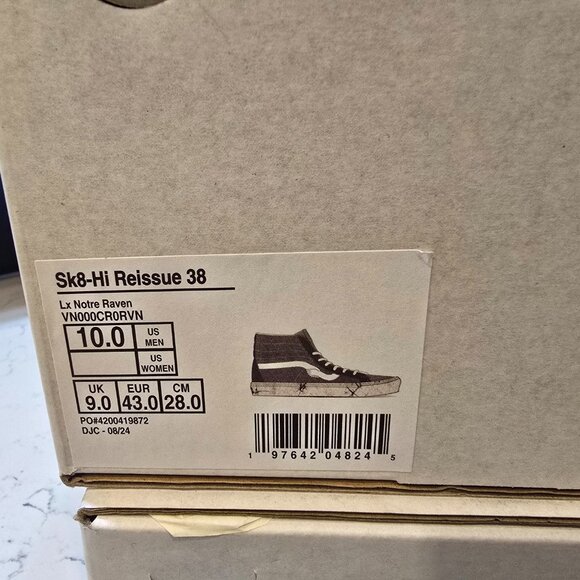 Sk8-Hi Reissue 38
Lx Notre Raven
VN000CR0RVN
10.0 US MEN
US WOMEN
UK EUR CM
9.0 43.0 28.0
PO#4200419872
DJC - 08/24
1 97642 04824 5